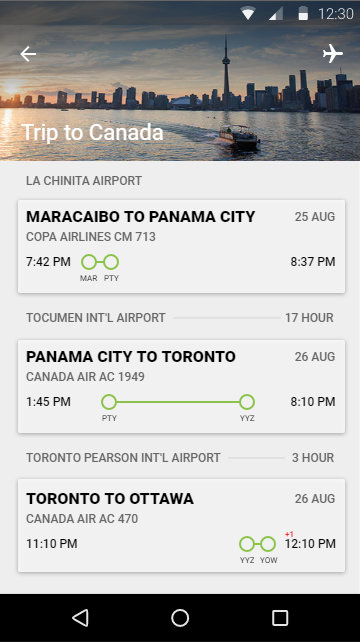 12:30
Trip to Canada
LA CHINITA AIRPORT
MARACAIBO TO PANAMA CITY 25 AUG
COPA AIRLINES CM 713
7:42 PM 8:37 PM
MAR PTY
TOCUMEN INT'L AIRPORT 17 HOUR
PANAMA CITY TO TORONTO 26 AUG
CANADA AIR AC 1949
1:45 PM 8:10 PM
PTY YYZ
TORONTO PEARSON INT'L AIRPORT 3 HOUR
TORONTO TO OTTAWA 26 AUG
CANADA AIR AC 470
+1
11:10 PM 12:10 PM
YYZ YOW